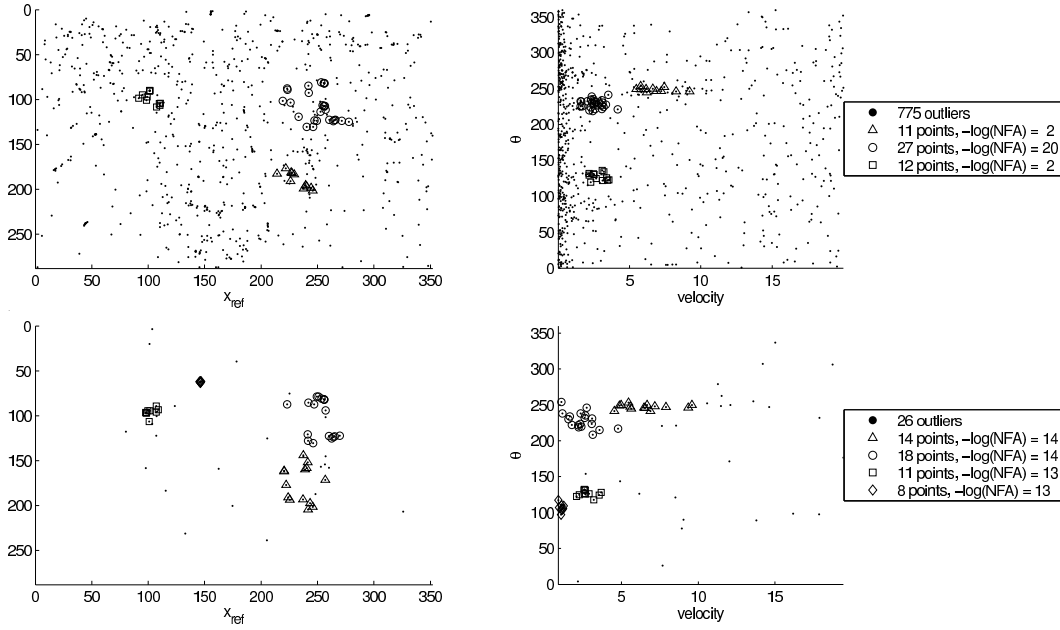 0
50
100
150
200
250
0 50 100 150 200 250 300 350
x_ref
350
300
250
200
150
100
50
0
θ
5 10 15
velocity
775 outliers
11 points, -log(NFA) = 2
27 points, -log(NFA) = 20
12 points, -log(NFA) = 2
0
50
100
150
200
250
0 50 100 150 200 250 300 350
x_ref
350
300
250
200
150
100
50
0
θ
5 10 15
velocity
26 outliers
14 points, -log(NFA) = 14
18 points, -log(NFA) = 14
11 points, -log(NFA) = 13
8 points, -log(NFA) = 13